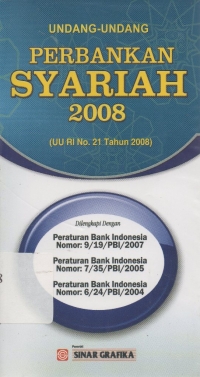 UNDANG-UNDANG
PERBANKAN
SYARIAH
2008
(UU RI No. 21 Tahun 2008)
Dilengkapi Dengan
Peraturan Bank Indonesia
Nomor: 9/19/PBI/2007
Peraturan Bank Indonesia
Nomor: 7/35/PBI/2005
Peraturan Bank Indonesia
Nomor: 6/24/PBI/2004
Penerbit
SINAR GRAFIKA